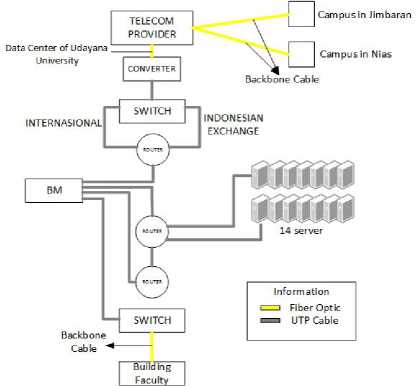 TELECOM
PROVIDER
Campus in Jimbaran
Campus in Nias
Data Center of Udayana
University
CONVERTER
Backbone Cable
SWITCH
INTERNASIONAL
INDONESIAN
EXCHANGE
ROUTER
BM
ROUTER
14 server
ROUTER
Information
Fiber Optic
UTP Cable
SWITCH
Backbone
Cable
Building
Faculty